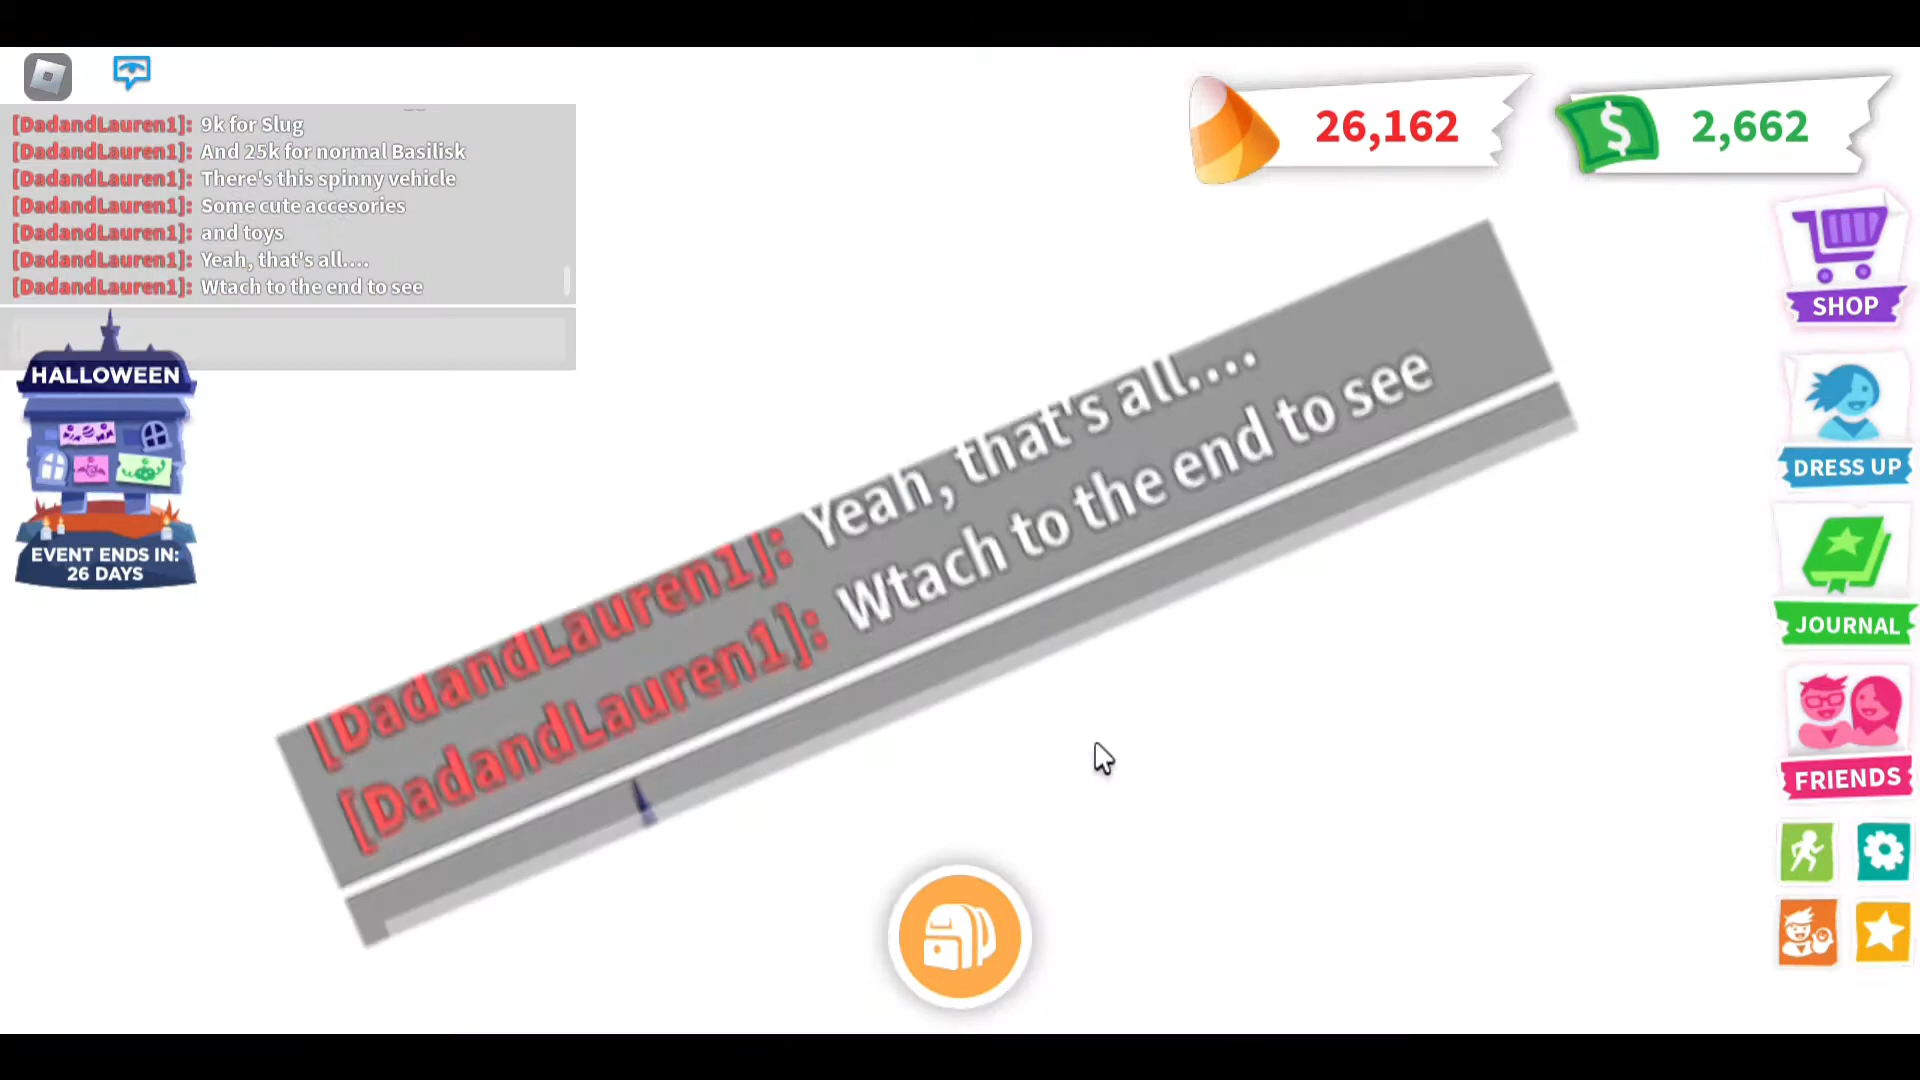 26,162
2,662
[DadandLauren1]: 9k for Slug
[DadandLauren1]: And 25k for normal Basilisk
[DadandLauren1]: There's this spinny vehicle
[DadandLauren1]: Some cute accesories
[DadandLauren1]: and toys
[DadandLauren1]: Yeah, that's all....
[DadandLauren1]: Wtach to the end to see
HALLOWEEN
EVENT ENDS IN:
26 DAYS
[DadandLauren1]: Yeah, that's all....
[DadandLauren1]: Wtach to the end to see
SHOP
DRESS UP
JOURNAL
FRIENDS